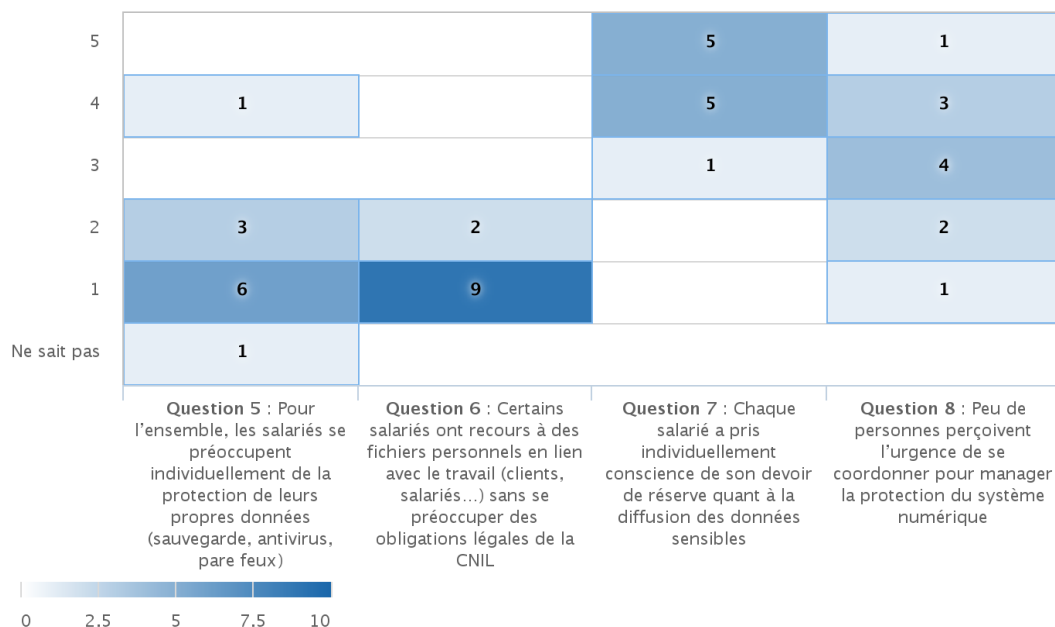 5
5
1
4
1
5
3
3
1
4
2
3
2
2
1
6
9
1
Ne sait pas
1
Question 5 : Pour
l'ensemble, les salariés se
préoccupent
individuellement de la
protection de leurs
propres données
(sauvegarde, antivirus,
pare feux)
Question 6 : Certains
salariés ont recours à des
fichiers personnels en lien
avec le travail (clients,
salariés...) sans se
préoccuper des
obligations légales de la
CNIL
Question 7 : Chaque
salarié a pris
individuellement
conscience de son devoir
de réserve quant à la
diffusion des données
sensibles
Question 8 : Peu de
personnes perçoivent
l'urgence de se
coordonner pour manager
la protection du système
numérique
0
2.5
5
7.5
10